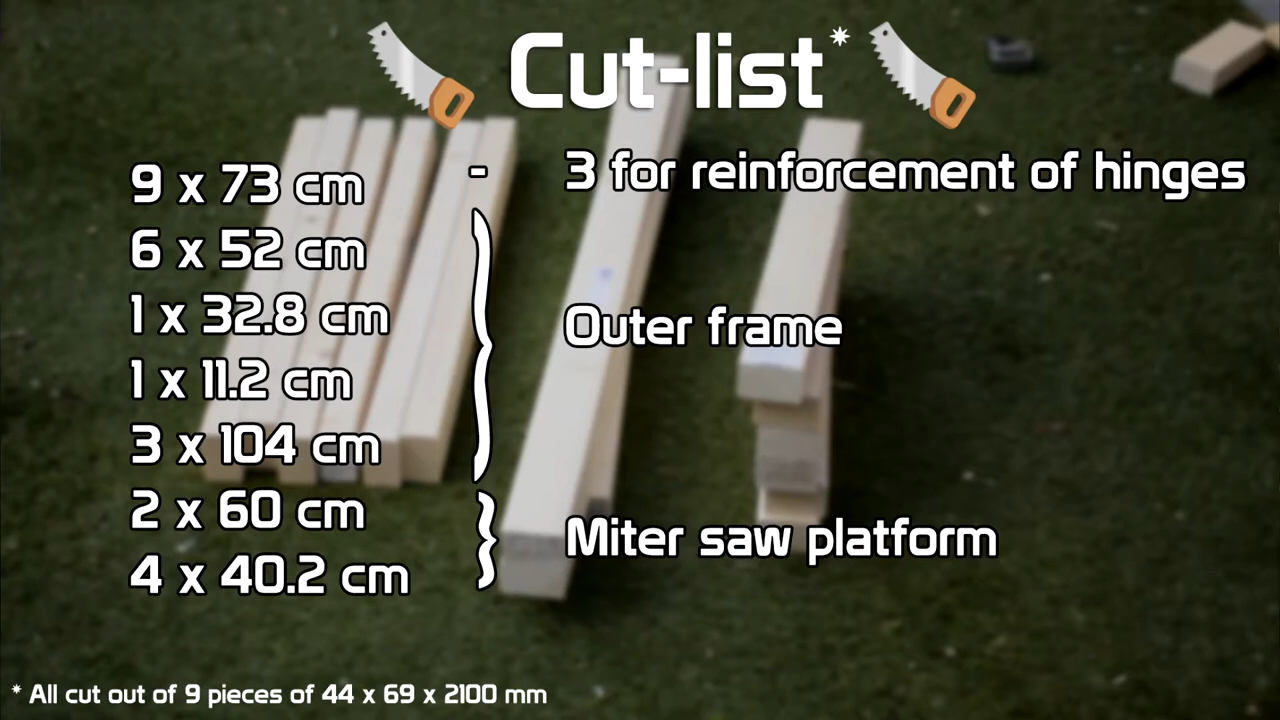 Cut-list*
9 x 73 cm - 3 for reinforcement of hinges
6 x 52 cm
1 x 32.8 cm
Outer frame
1 x 11.2 cm
3 x 104 cm
2 x 60 cm
Miter saw platform
4 x 40.2 cm
* All cut out of 9 pieces of 44 x 69 x 2100 mm